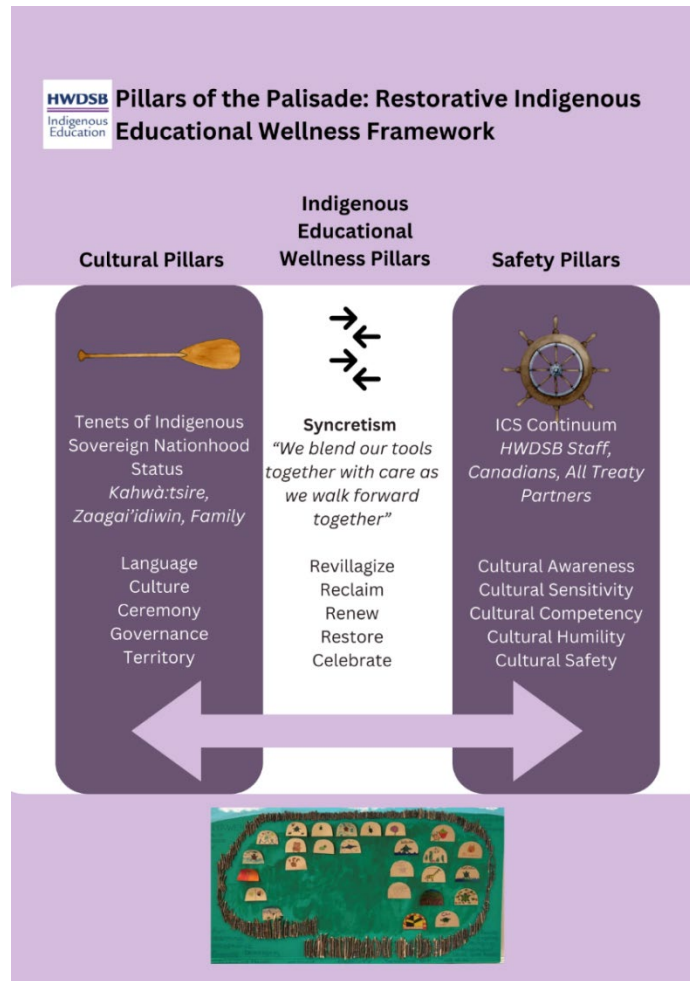 HWDSB
Indigenous
Education
Pillars of the Palisade: Restorative Indigenous
Educational Wellness Framework
Cultural Pillars
Indigenous
Educational
Wellness Pillars
Safety Pillars
Tenets of Indigenous
Sovereign Nationhood
Status
Kahwà:tsire,
Zaagai'idiwin, Family
Language
Culture
Ceremony
Governance
Territory
Syncretism
“We blend our tools
together with care as
we walk forward
together”
Revillagize
Reclaim
Renew
Restore
Celebrate
ICS Continuum
HWDSB Staff,
Canadians, All Treaty
Partners
Cultural Awareness
Cultural Sensitivity
Cultural Competency
Cultural Humility
Cultural Safety